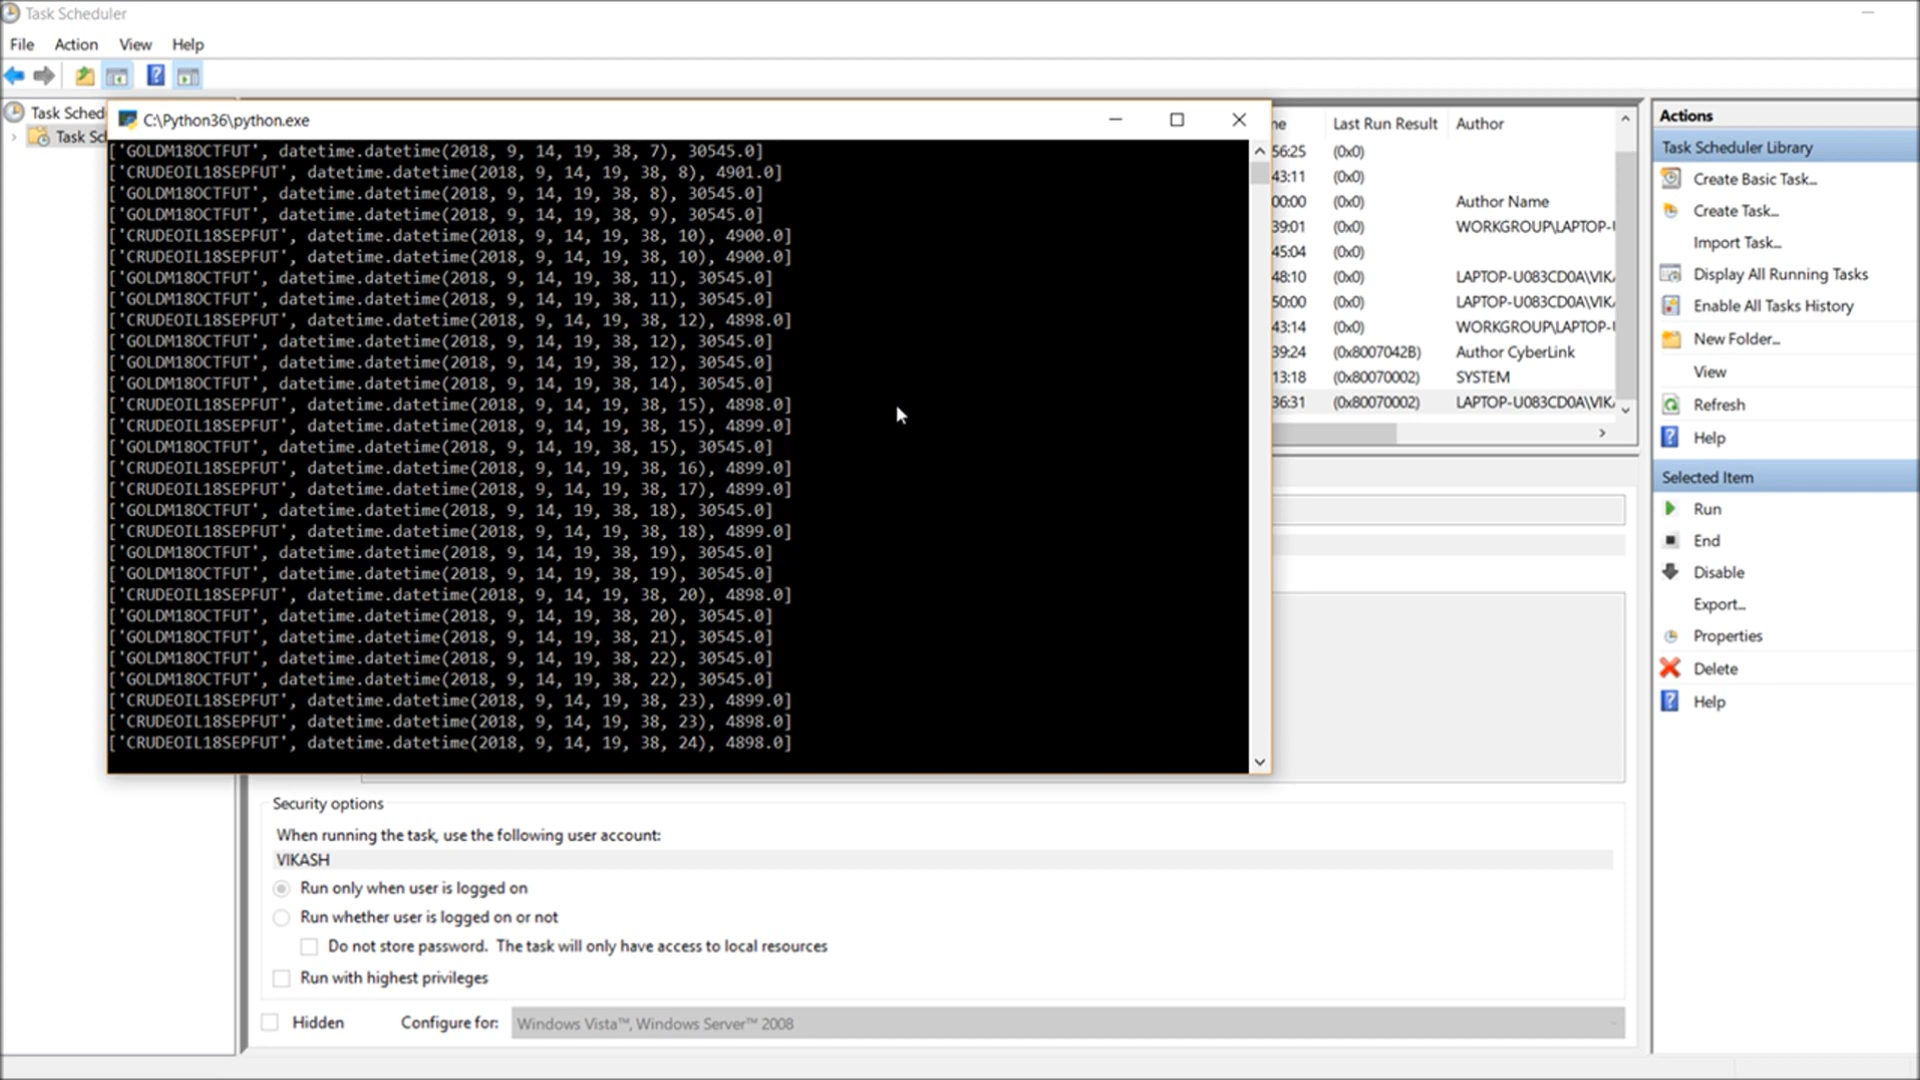 Task Scheduler
File Action View Help
Task Sched
Task Sc
C:\Python36\python.exe
['GOLDM18OCTFUT', datetime.datetime(2018, 9, 14, 19, 38, 7), 30545.0]
['CRUDEOIL18SEPFUT', datetime.datetime(2018, 9, 14, 19, 38, 8), 4901.0]
['GOLDM18OCTFUT', datetime.datetime(2018, 9, 14, 19, 38, 8), 30545.0]
['GOLDM18OCTFUT', datetime.datetime(2018, 9, 14, 19, 38, 9), 30545.0]
['CRUDEOIL18SEPFUT', datetime.datetime(2018, 9, 14, 19, 38, 10), 4900.0]
['CRUDEOIL18SEPFUT', datetime.datetime(2018, 9, 14, 19, 38, 10), 4900.0]
['GOLDM18OCTFUT', datetime.datetime(2018, 9, 14, 19, 38, 11), 30545.0]
['GOLDM18OCTFUT', datetime.datetime(2018, 9, 14, 19, 38, 11), 30545.0]
['CRUDEOIL18SEPFUT', datetime.datetime(2018, 9, 14, 19, 38, 12), 4898.0]
['GOLDM18OCTFUT', datetime.datetime(2018, 9, 14, 19, 38, 12), 30545.0]
['GOLDM18OCTFUT', datetime.datetime(2018, 9, 14, 19, 38, 12), 30545.0]
['GOLDM18OCTFUT', datetime.datetime(2018, 9, 14, 19, 38, 14), 30545.0]
['CRUDEOIL18SEPFUT', datetime.datetime(2018, 9, 14, 19, 38, 15), 4898.0]
['CRUDEOIL18SEPFUT', datetime.datetime(2018, 9, 14, 19, 38, 15), 4899.0]
['GOLDM18OCTFUT', datetime.datetime(2018, 9, 14, 19, 38, 15), 30545.0]
['CRUDEOIL18SEPFUT', datetime.datetime(2018, 9, 14, 19, 38, 16), 4899.0]
['CRUDEOIL18SEPFUT', datetime.datetime(2018, 9, 14, 19, 38, 17), 4899.0]
['GOLDM18OCTFUT', datetime.datetime(2018, 9, 14, 19, 38, 18), 30545.0]
['CRUDEOIL18SEPFUT', datetime.datetime(2018, 9, 14, 19, 38, 18), 4899.0]
['GOLDM18OCTFUT', datetime.datetime(2018, 9, 14, 19, 38, 19), 30545.0]
['GOLDM18OCTFUT', datetime.datetime(2018, 9, 14, 19, 38, 19), 30545.0]
['CRUDEOIL18SEPFUT', datetime.datetime(2018, 9, 14, 19, 38, 20), 4898.0]
['GOLDM18OCTFUT', datetime.datetime(2018, 9, 14, 19, 38, 20), 30545.0]
['GOLDM18OCTFUT', datetime.datetime(2018, 9, 14, 19, 38, 21), 30545.0]
['GOLDM18OCTFUT', datetime.datetime(2018, 9, 14, 19, 38, 22), 30545.0]
['GOLDM18OCTFUT', datetime.datetime(2018, 9, 14, 19, 38, 22), 30545.0]
['CRUDEOIL18SEPFUT', datetime.datetime(2018, 9, 14, 19, 38, 23), 4899.0]
['CRUDEOIL18SEPFUT', datetime.datetime(2018, 9, 14, 19, 38, 23), 4898.0]
['CRUDEOIL18SEPFUT', datetime.datetime(2018, 9, 14, 19, 38, 24), 4898.0]
ne Last Run Result Author
56:25 (0x0)
43:11 (0x0)
00:00 (0x0) Author Name
39:01 (0x0) WORKGROUP\LAPTOP-
45:04 (0x0)
48:10 (0x0) LAPTOP-U083CD0A\VIK
50:00 (0x0) LAPTOP-U083CD0A\VIK
43:14 (0x0) WORKGROUP\LAPTOP-
39:24 (0x8007042B) Author CyberLink
13:18 (0x80070002) SYSTEM
36:31 (0x80070002) LAPTOP-U083CD0A\VIK
Security options
When running the task, use the following user account:
VIKASH
Run only when user is logged on
Run whether user is logged on or not
Do not store password. The task will only have access to local resources
Run with highest privileges
Hidden Configure for: Windows Vista™, Windows Server™ 2008
Actions
Task Scheduler Library
Create Basic Task...
Create Task...
Import Task...
Display All Running Tasks
Enable All Tasks History
New Folder...
View
Refresh
Help
Selected Item
Run
End
Disable
Export...
Properties
Delete
Help